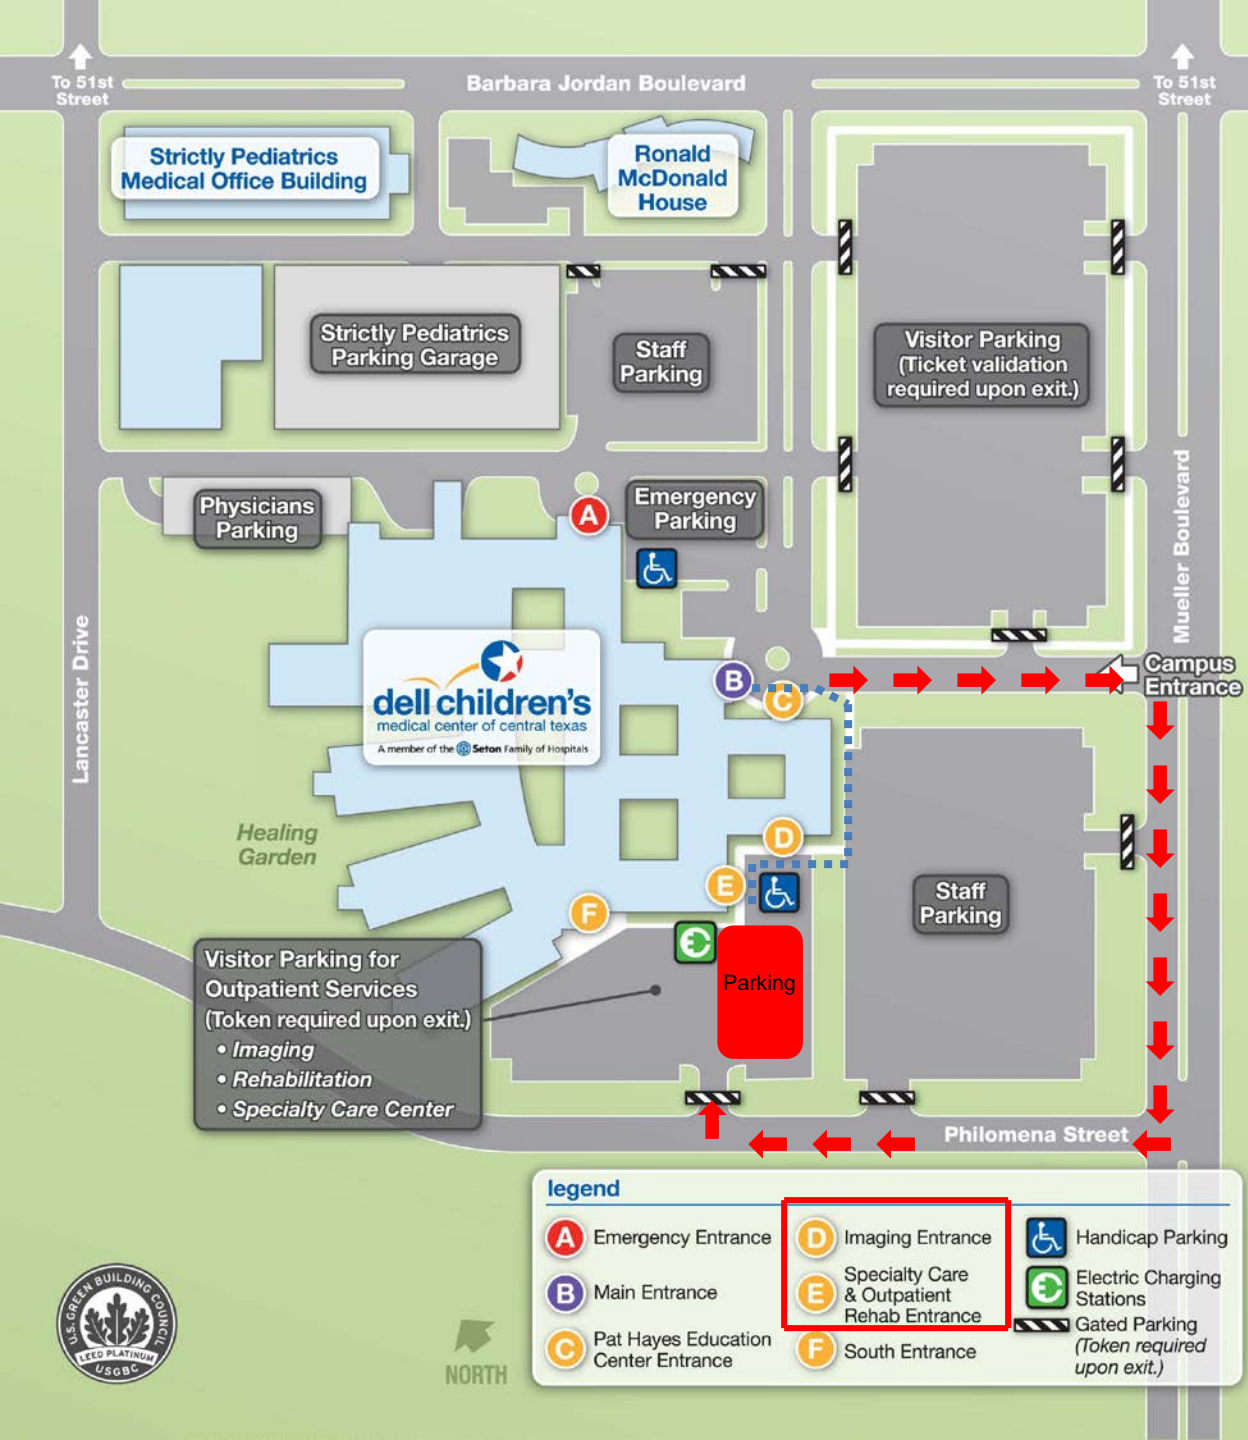 To 51st
Street
Barbara Jordan Boulevard
To 51st
Street
Strictly Pediatrics
Medical Office Building
Ronald
McDonald
House
Strictly Pediatrics
Parking Garage
Staff
Parking
Visitor Parking
(Ticket validation
required upon exit.)
Physicians
Parking
A
Emergency
Parking
Mueller Boulevard
Lancaster Drive
dell children's
medical center of central texas
A member of the Seton Family of Hospitals
B
C
Campus
Entrance
Healing
Garden
D
E
F
Staff
Parking
Visitor Parking for
Outpatient Services
(Token required upon exit.)
• Imaging
• Rehabilitation
• Specialty Care Center
Parking
Philomena Street
legend
A Emergency Entrance
B Main Entrance
C Pat Hayes Education
Center Entrance
D Imaging Entrance
E Specialty Care
& Outpatient
Rehab Entrance
F South Entrance
Handicap Parking
Electric Charging
Stations
Gated Parking
(Token required
upon exit.)
NORTH
U.S. GREEN BUILDING COUNCIL
LEED PLATINUM
USGBC